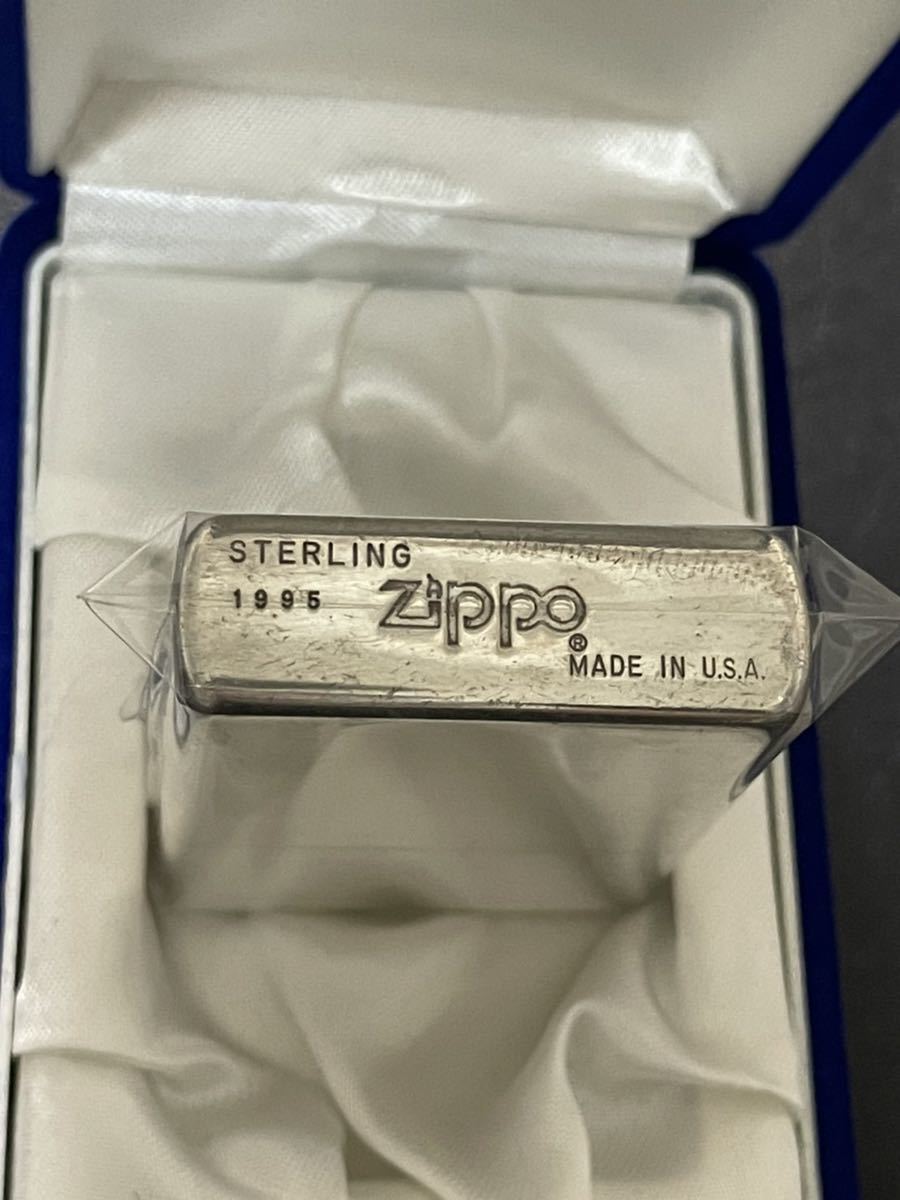 STERLING
1995 Zippo
®
MADE IN U.S.A.